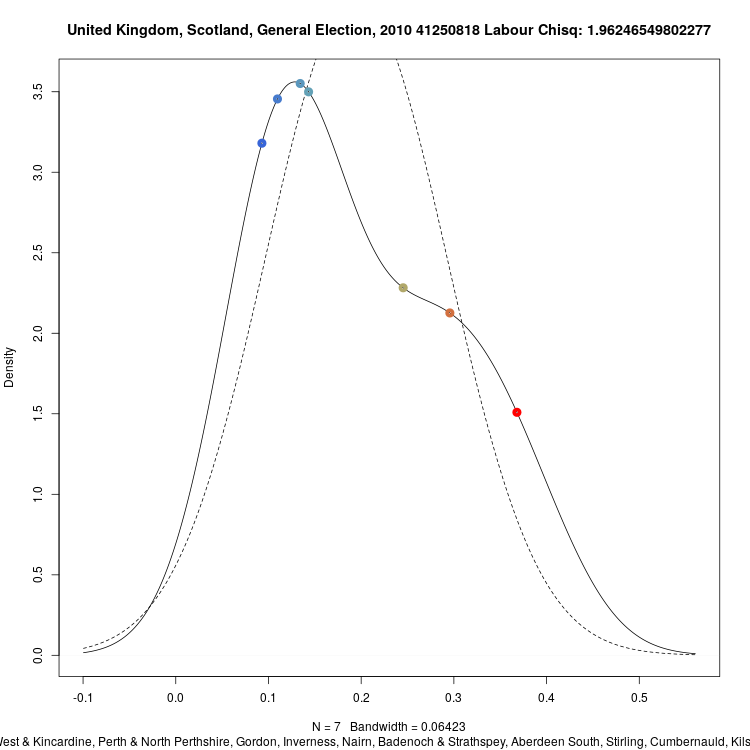 United Kingdom, Scotland, General Election, 2010 41250818 Labour Chisq: 1.96246549802277
Density
3.5
3.0
2.5
2.0
1.5
1.0
0.5
0.0
-0.1 0.0 0.1 0.2 0.3 0.4 0.5
N = 7 Bandwidth = 0.06423
West & Kincardine, Perth & North Perthshire, Gordon, Inverness, Nairn, Badenoch & Strathspey, Aberdeen South, Stirling, Cumbernauld, Kils